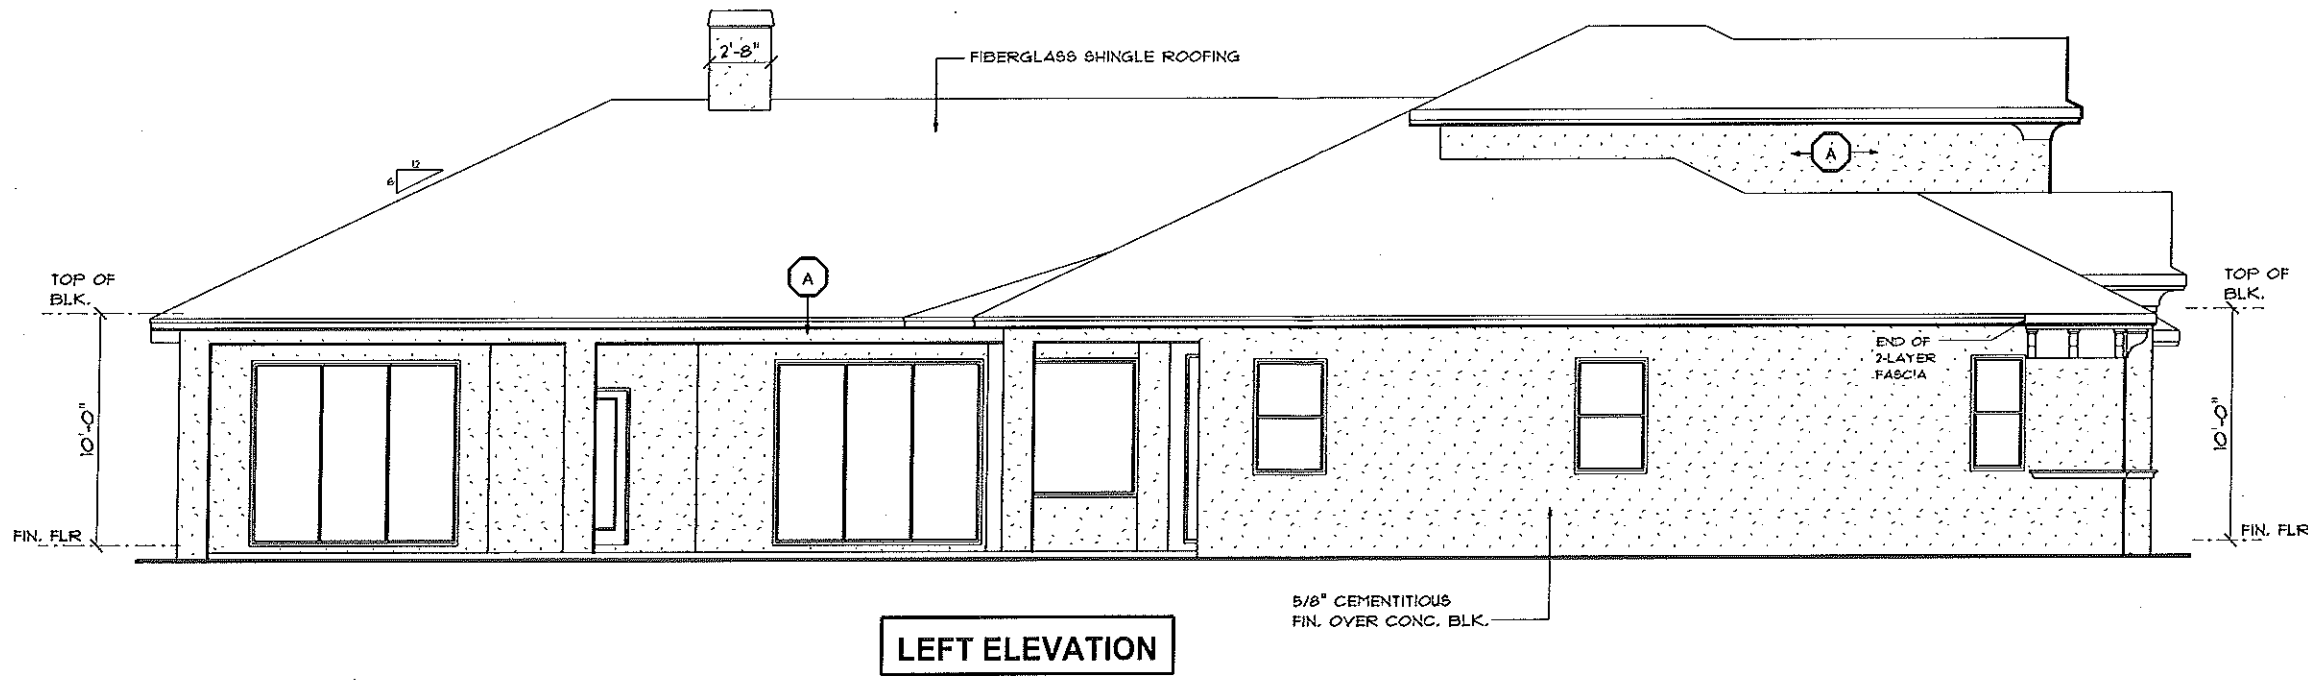 2'-8"
FIBERGLASS SHINGLE ROOFING
A
12
6
A
TOP OF
BLK.
TOP OF
BLK.
END OF
2-LAYER
FASCIA
10'-0"
10'-0"
FIN. FLR
FIN. FLR
5/8" CEMENTITIOUS
FIN. OVER CONC. BLK.
LEFT ELEVATION